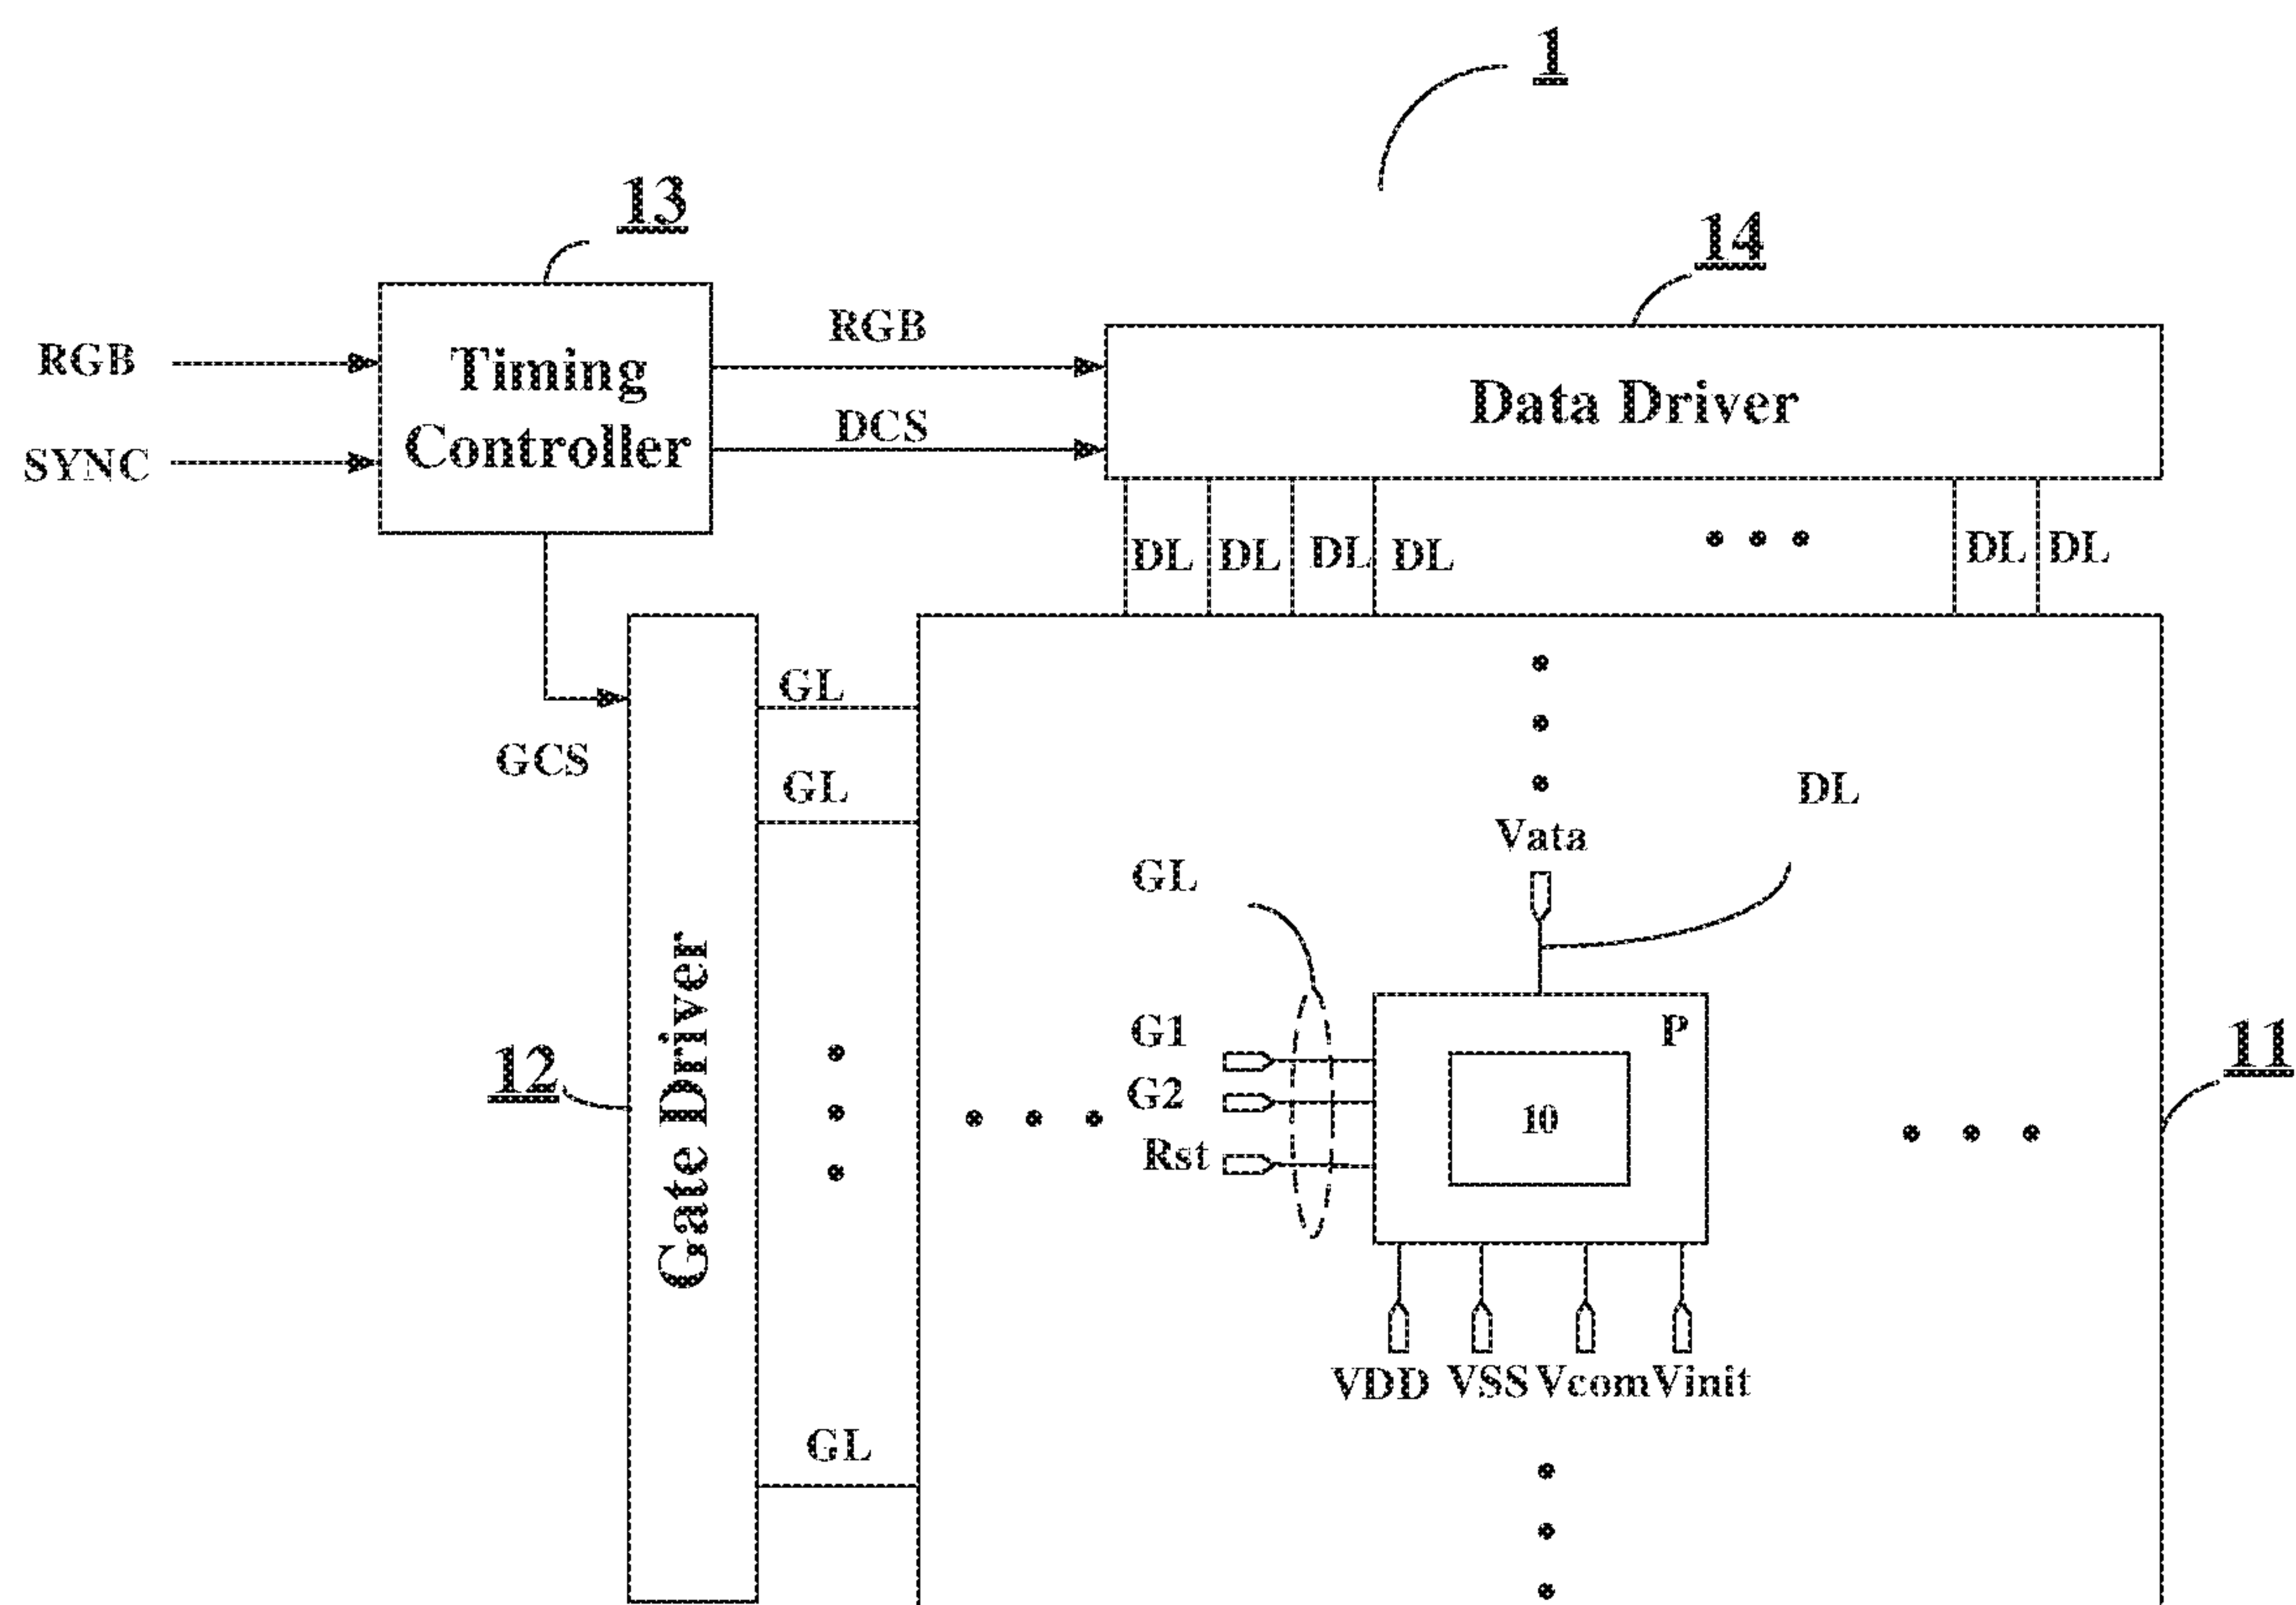 1
13
14
RGB
Timing
Controller
RGB
Data Driver
SYNC
DCS
DL DL DL DL DL DL
GCS
GL
GL
DL
Vata
GL
Gate Driver
12
G1
P
G2
10
11
Rst
VDD VSS Vcom Vinit
GL